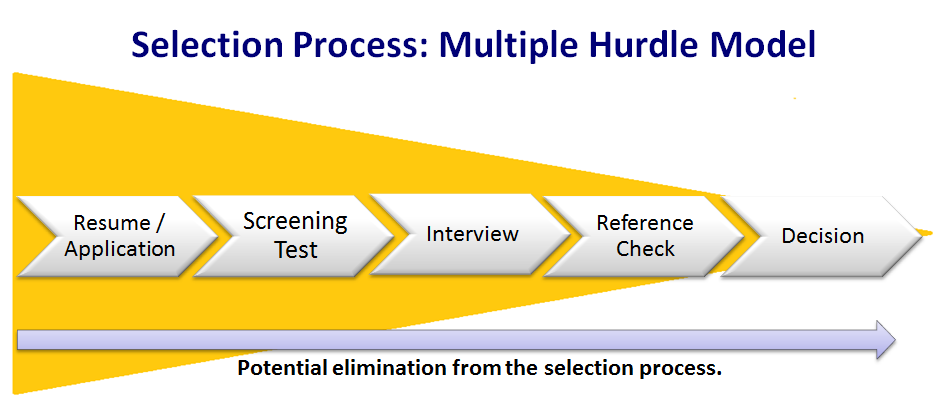 Selection Process: Multiple Hurdle Model
Resume /
Application
Screening
Test
Interview
Reference
Check
Decision
Potential elimination from the selection process.